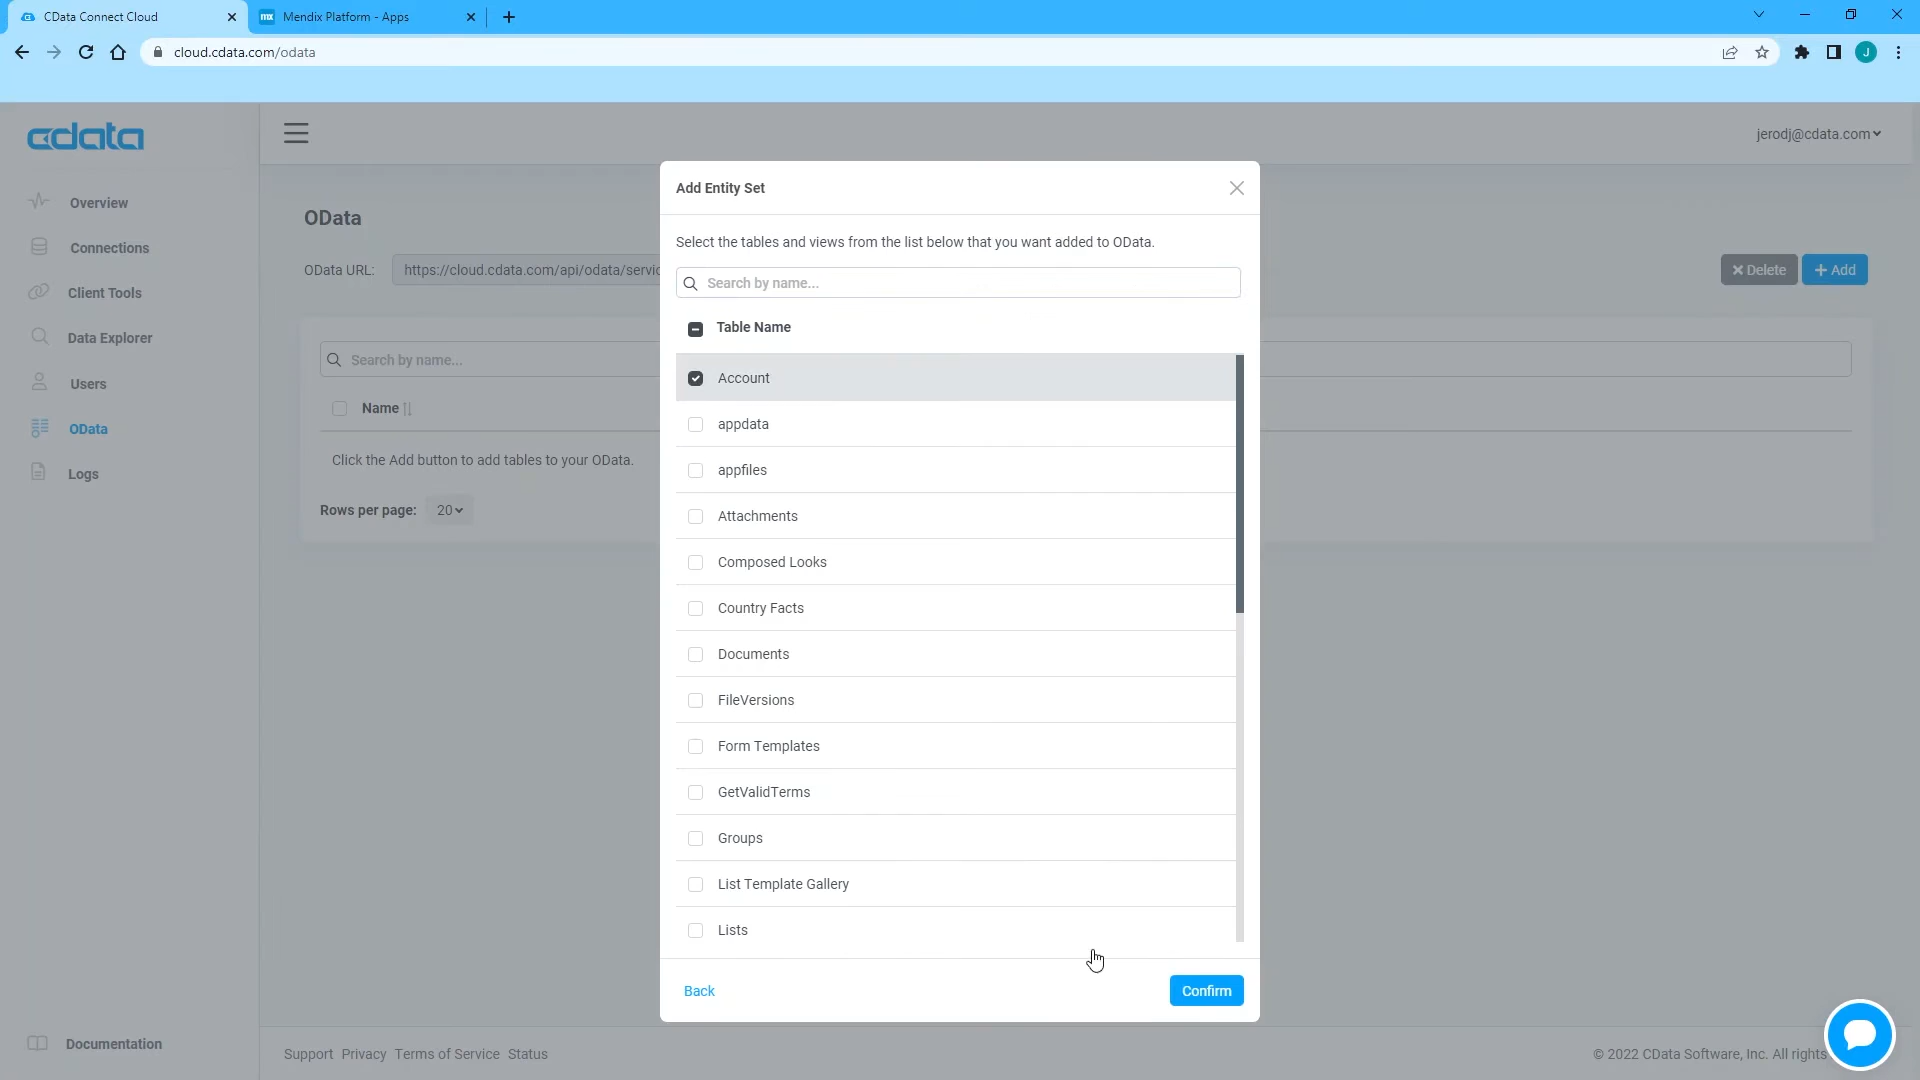 CData Connect Cloud
mx Mendix Platform - Apps
cloud.cdata.com/odata
J
cdata
jerodj@cdata.com
Overview
Connections
Client Tools
Data Explorer
Users
OData
Logs
Documentation
OData
OData URL: https://cloud.cdata.com/api/odata/servic
Delete
Add
Search by name...
Name
Click the Add button to add tables to your OData.
Rows per page: 20
Add Entity Set
Select the tables and views from the list below that you want added to OData.
Search by name...
Table Name
Account
appdata
appfiles
Attachments
Composed Looks
Country Facts
Documents
FileVersions
Form Templates
GetValidTerms
Groups
List Template Gallery
Lists
Back
Confirm
Support Privacy Terms of Service Status
© 2022 CData Software, Inc. All rights